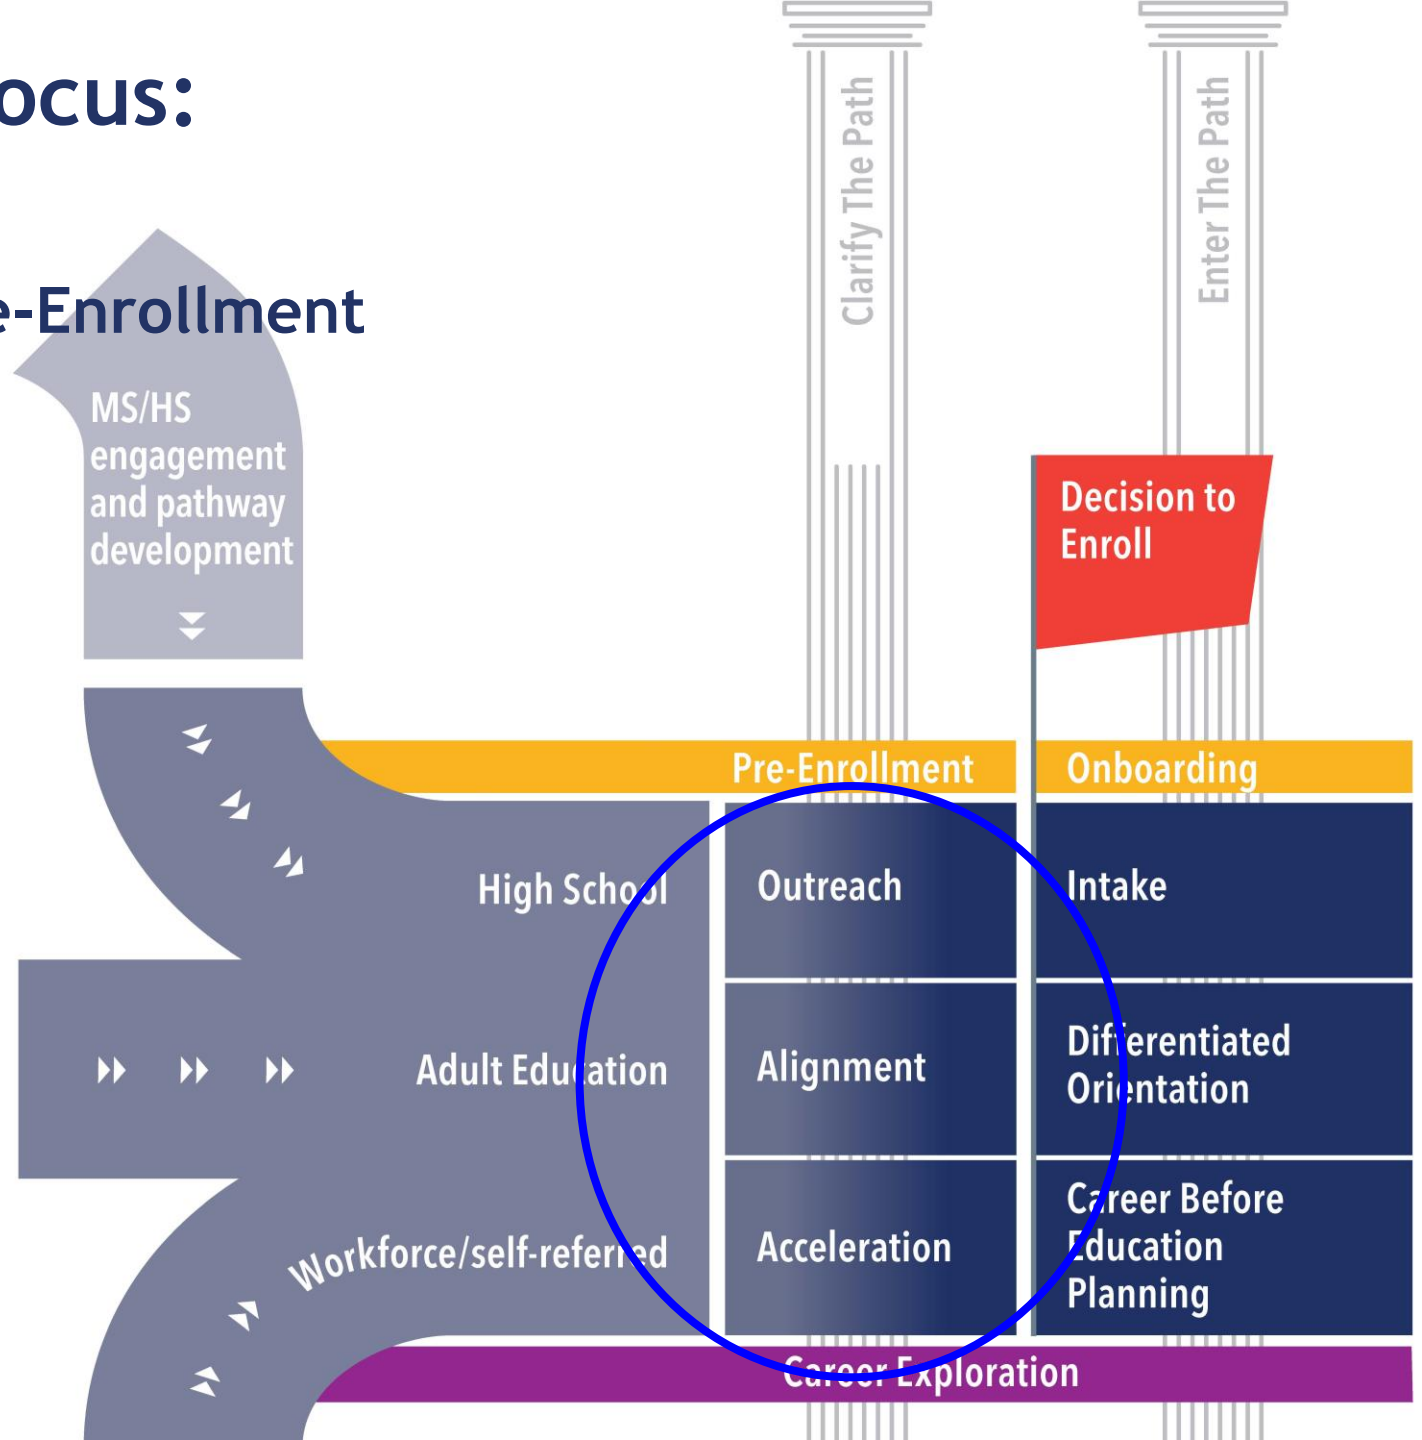 ocus:
e-Enrollment
Clarify The Path
Enter The Path
MS/HS
engagement
and pathway
development
Decision to
Enroll
Pre-Enrollment
Onboarding
High School
Outreach
Intake
Adult Education
Alignment
Differentiated
Orientation
Workforce/self-referred
Acceleration
Career Before
Education
Planning
Career Exploration